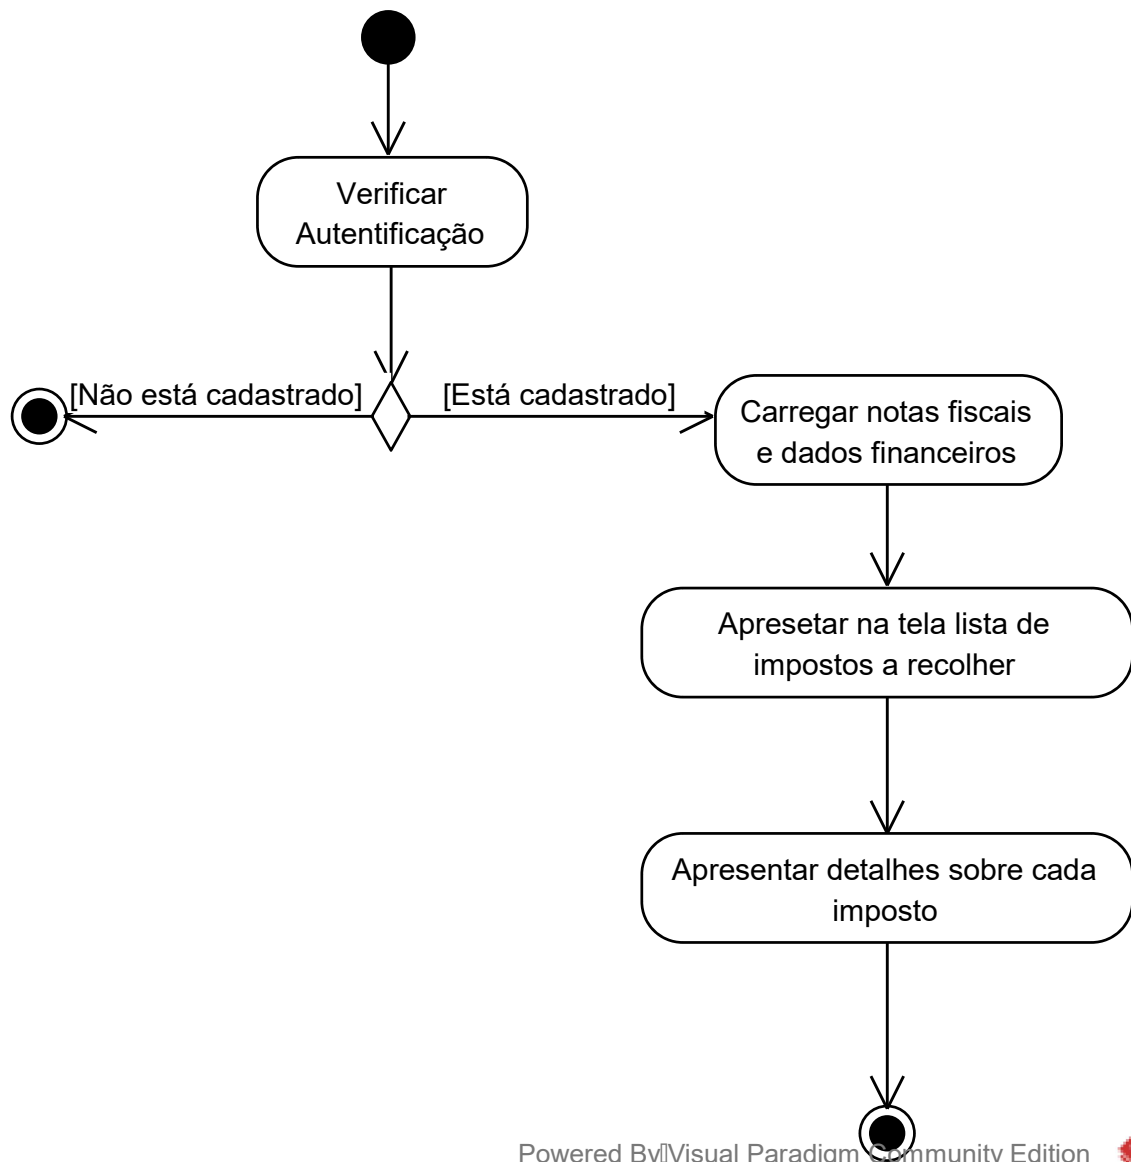 Verificar
Autentificação
[Não está cadastrado]
[Está cadastrado]
Carregar notas fiscais
e dados financeiros
Apresetar na tela lista de
impostos a recolher
Apresentar detalhes sobre cada
imposto
Powered By Visual Paradigm Community Edition